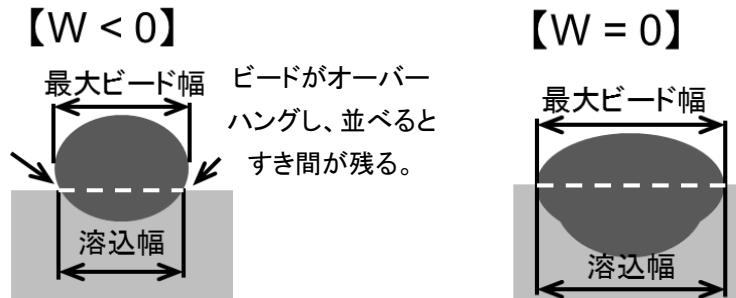 【W < 0】
最大ビード幅
ビードがオーバー
ハングし、並べると
すき間が残る。
溶込幅
【W = 0】
最大ビード幅
溶込幅